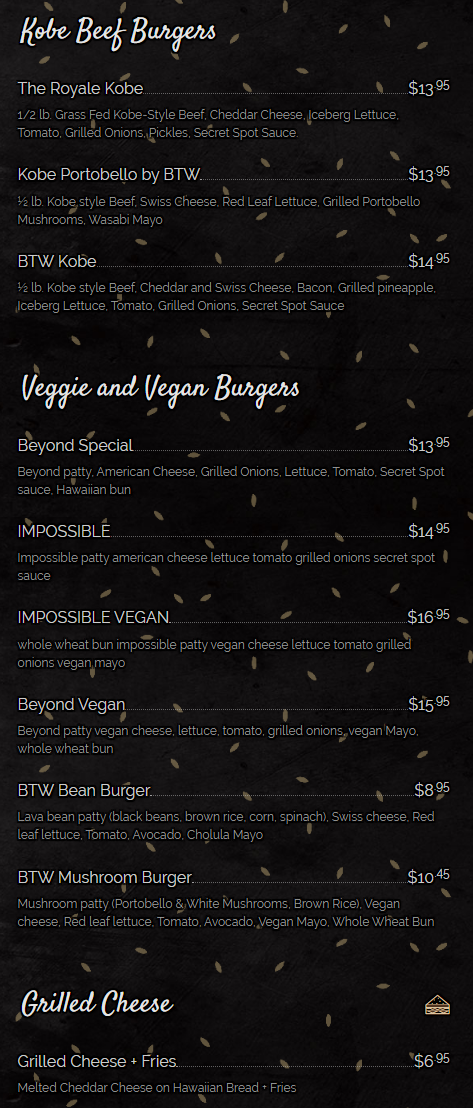 Kobe Beef Burgers
The Royale Kobe $13.95
1/2 lb. Grass Fed Kobe-Style Beef, Cheddar Cheese, Iceberg Lettuce,
Tomato, Grilled Onions, Pickles, Secret Spot Sauce.
Kobe Portobello by BTW. $13.95
½ lb. Kobe style Beef, Swiss Cheese, Red Leaf Lettuce, Grilled Portobello
Mushrooms, Wasabi Mayo
BTW Kobe $14.95
½ lb. Kobe style Beef, Cheddar and Swiss Cheese, Bacon, Grilled pineapple,
Iceberg Lettuce, Tomato, Grilled Onions, Secret Spot Sauce
Veggie and Vegan Burgers
Beyond Special $13.95
Beyond patty, American Cheese, Grilled Onions, Lettuce, Tomato, Secret Spot
sauce, Hawaiian bun
IMPOSSIBLE $14.95
Impossible patty american cheese lettuce tomato grilled onions secret spot
sauce
IMPOSSIBLE VEGAN $16.95
whole wheat bun impossible patty vegan cheese lettuce tomato grilled
onions vegan mayo
Beyond Vegan $15.95
Beyond patty vegan cheese, lettuce, tomato, grilled onions, vegan Mayo,
whole wheat bun
BTW Bean Burger $8.95
Lava bean patty (black beans, brown rice, corn, spinach), Swiss cheese, Red
leaf lettuce, Tomato, Avocado, Cholula Mayo
BTW Mushroom Burger $10.45
Mushroom patty (Portobello & White Mushrooms, Brown Rice), Vegan
cheese, Red leaf lettuce, Tomato, Avocado, Vegan Mayo, Whole Wheat Bun
Grilled Cheese
Grilled Cheese + Fries $6.95
Melted Cheddar Cheese on Hawaiian Bread + Fries